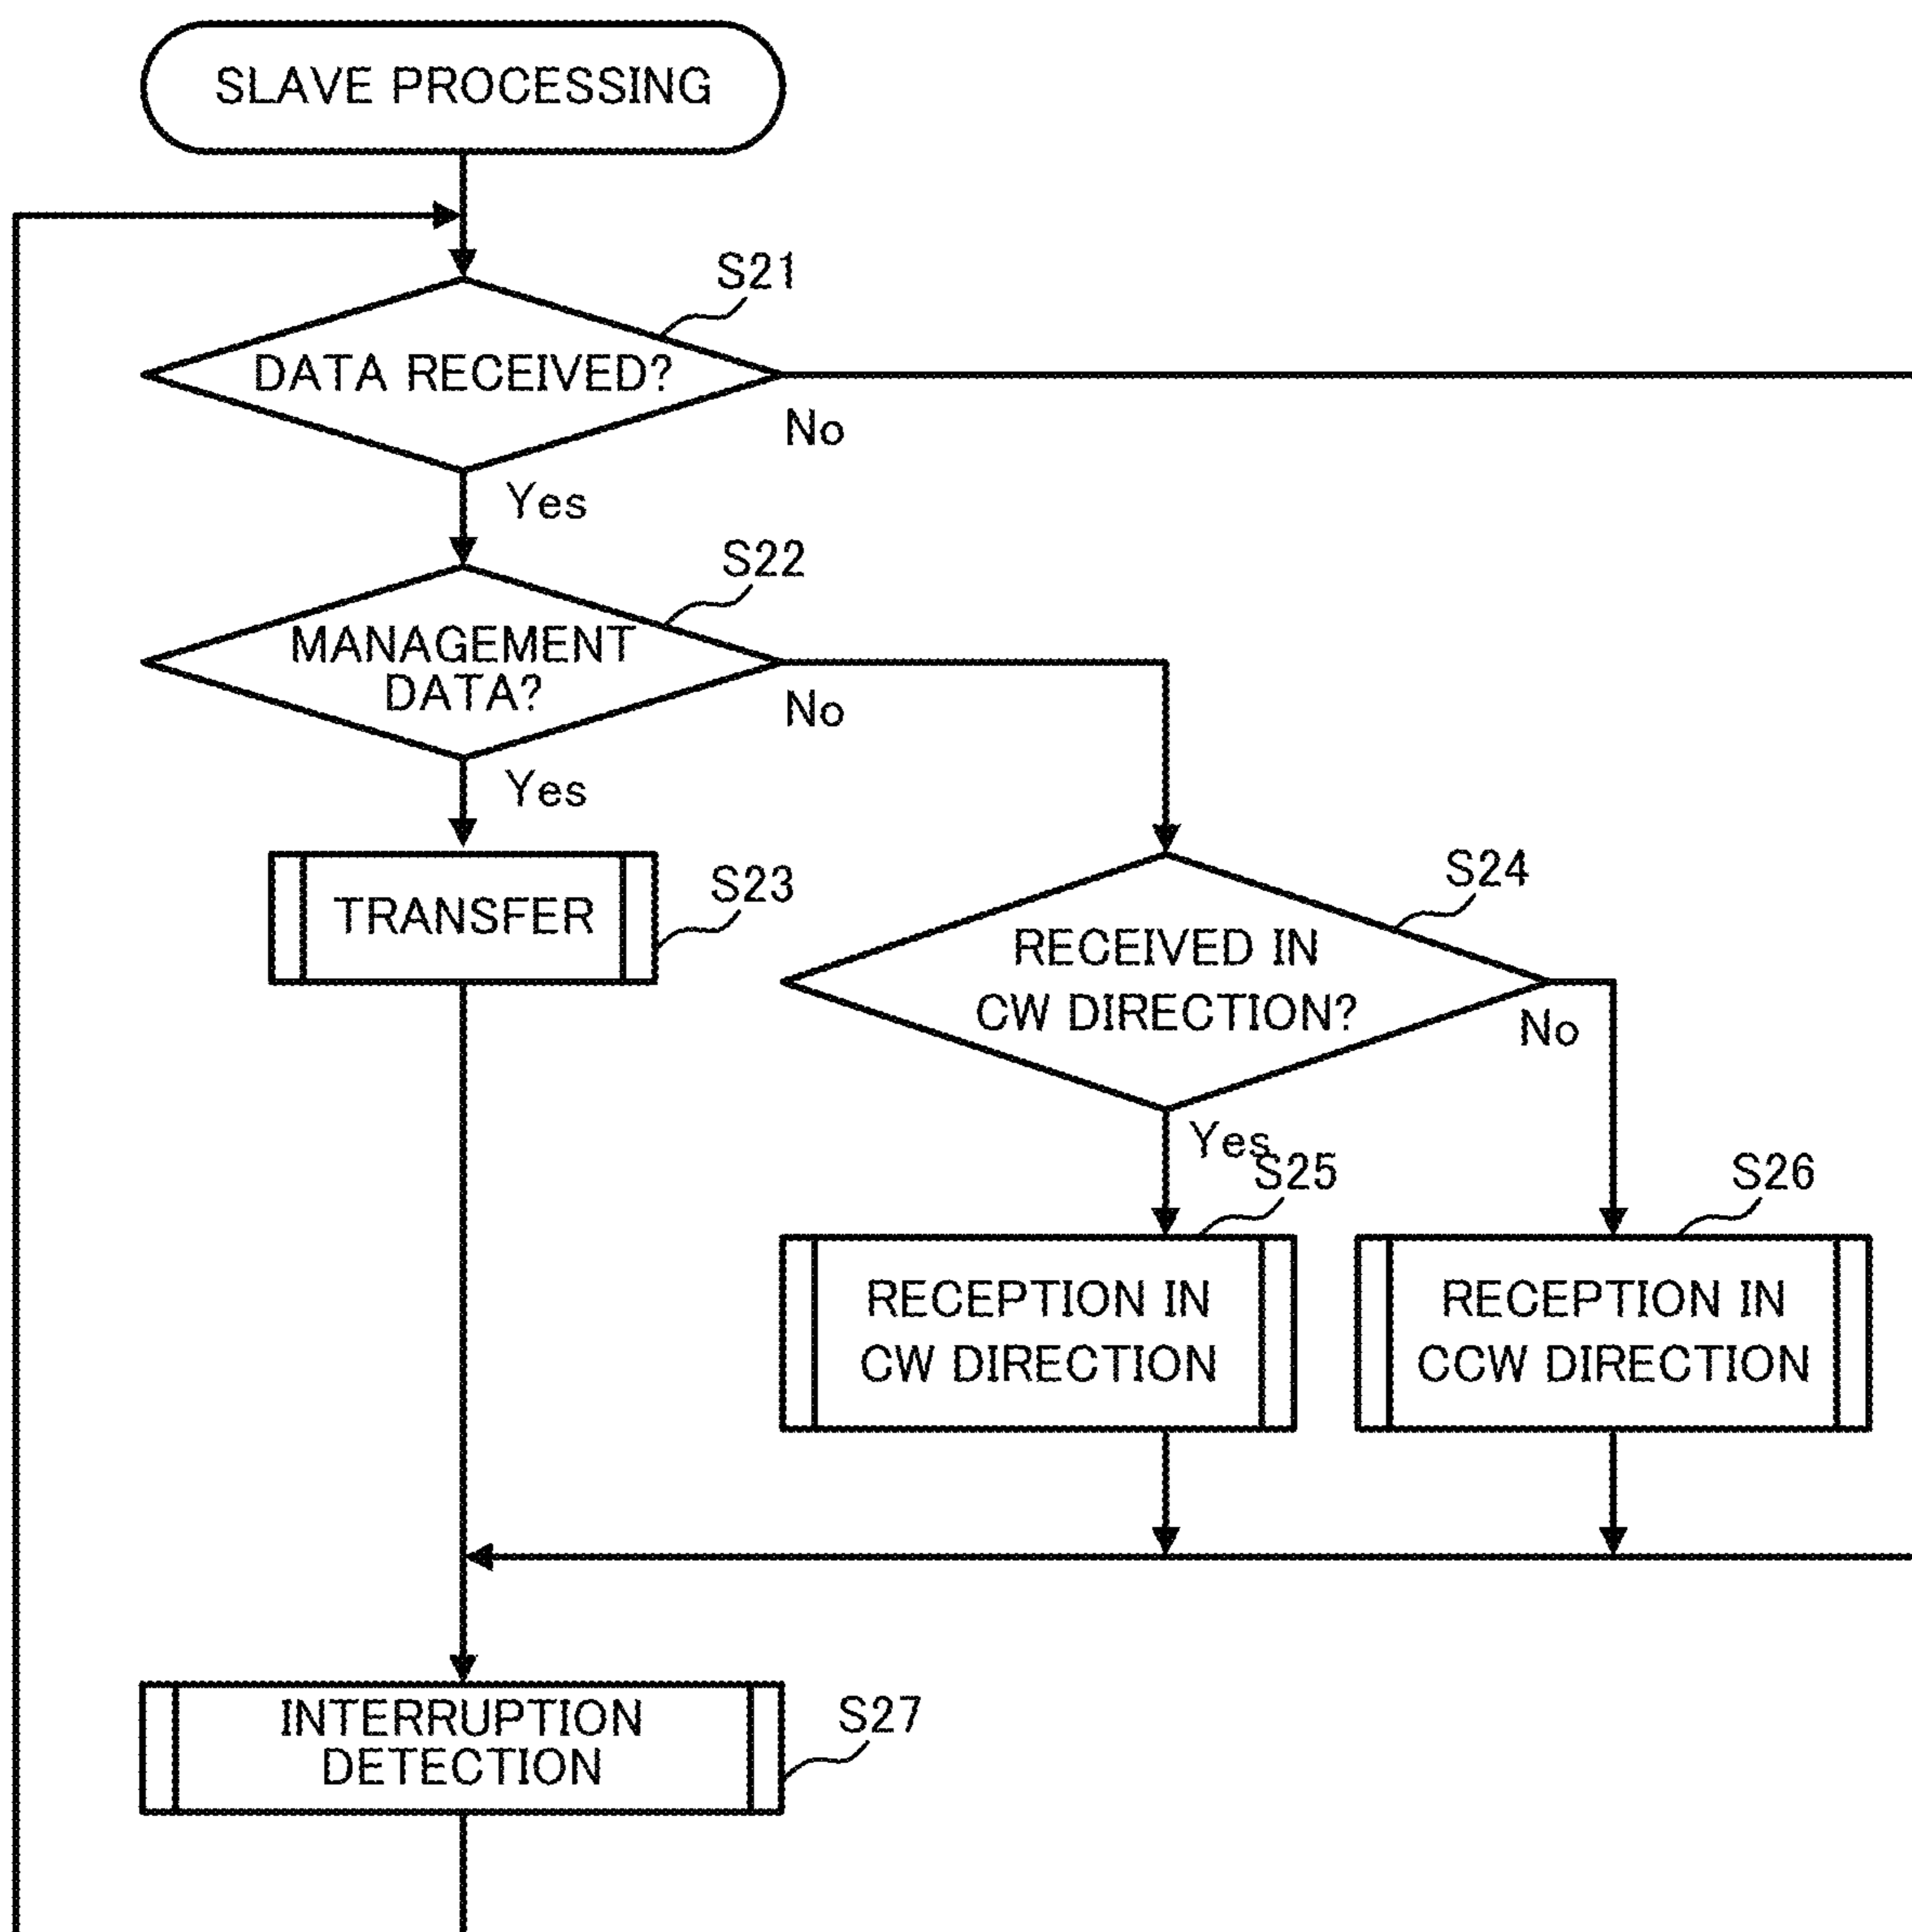 SLAVE PROCESSING
S21
DATA RECEIVED?
No
Yes
S22
MANAGEMENT
DATA?
No
Yes
S23
TRANSFER
S24
RECEIVED IN
CW DIRECTION?
No
Yes
S25
S26
RECEPTION IN
CW DIRECTION
RECEPTION IN
CCW DIRECTION
INTERRUPTION
DETECTION
S27